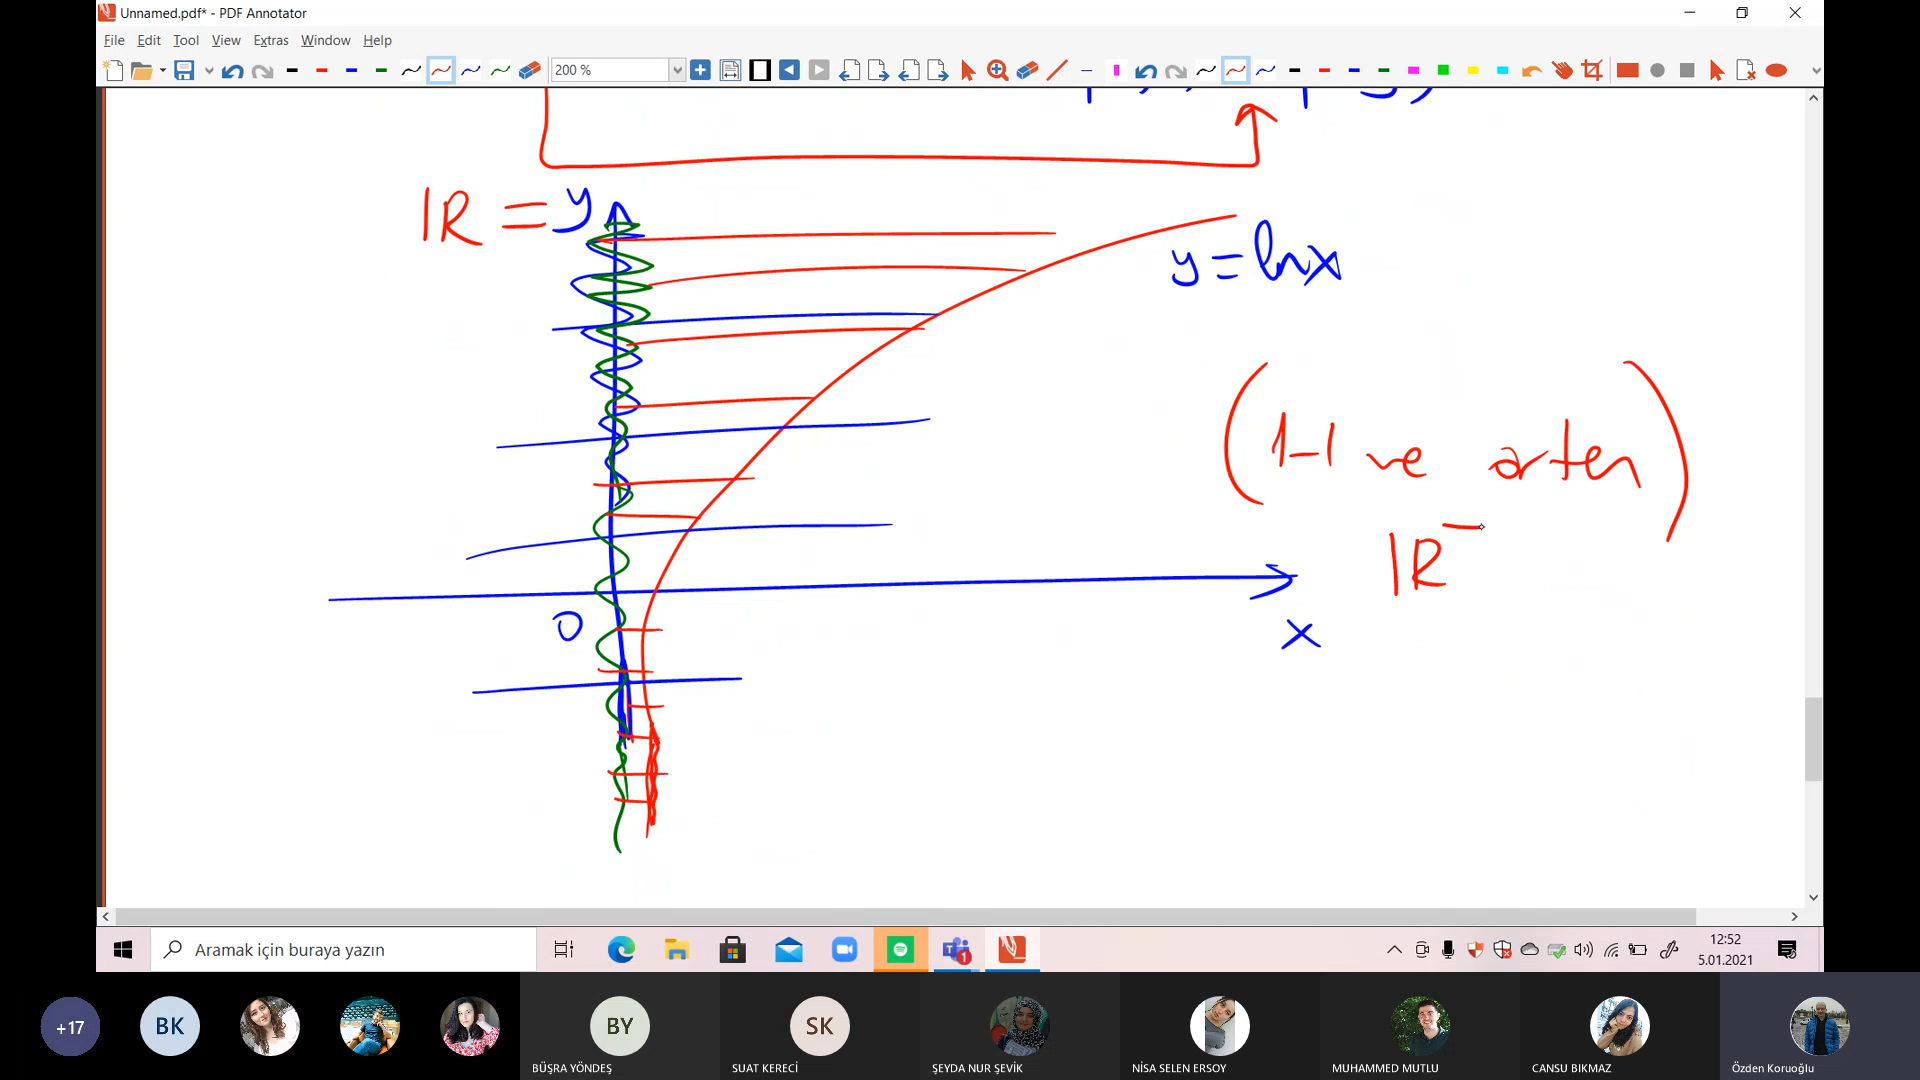 Unnamed.pdf* - PDF Annotator
File Edit Tool View Extras Window Help
200 %
IR = y
y = lnx
(1-1 ve örten)
IR
0
x
Aramak için buraya yazın
1
12:52
5.01.2021
+17
BK
BY
SK
BÜŞRA YÖNDEŞ
SUAT KERECİ
ŞEYDA NUR ŞEVİK
NİSA SELEN ERSOY
MUHAMMED MUTLU
CANSU BIKMAZ
Özden Koruoğlu